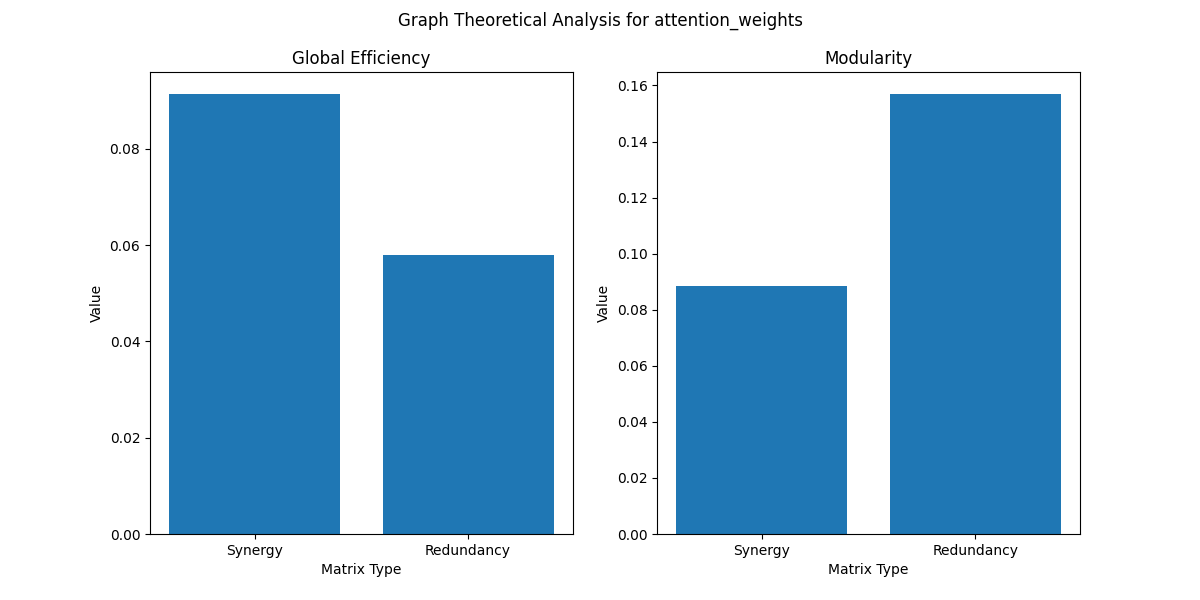 Graph Theoretical Analysis for attention_weights
Global Efficiency
0.08
0.06
0.04
0.02
0.00
Value
Synergy
Redundancy
Matrix Type
Modularity
0.16
0.14
0.12
0.10
0.08
0.06
0.04
0.02
0.00
Value
Synergy
Redundancy
Matrix Type